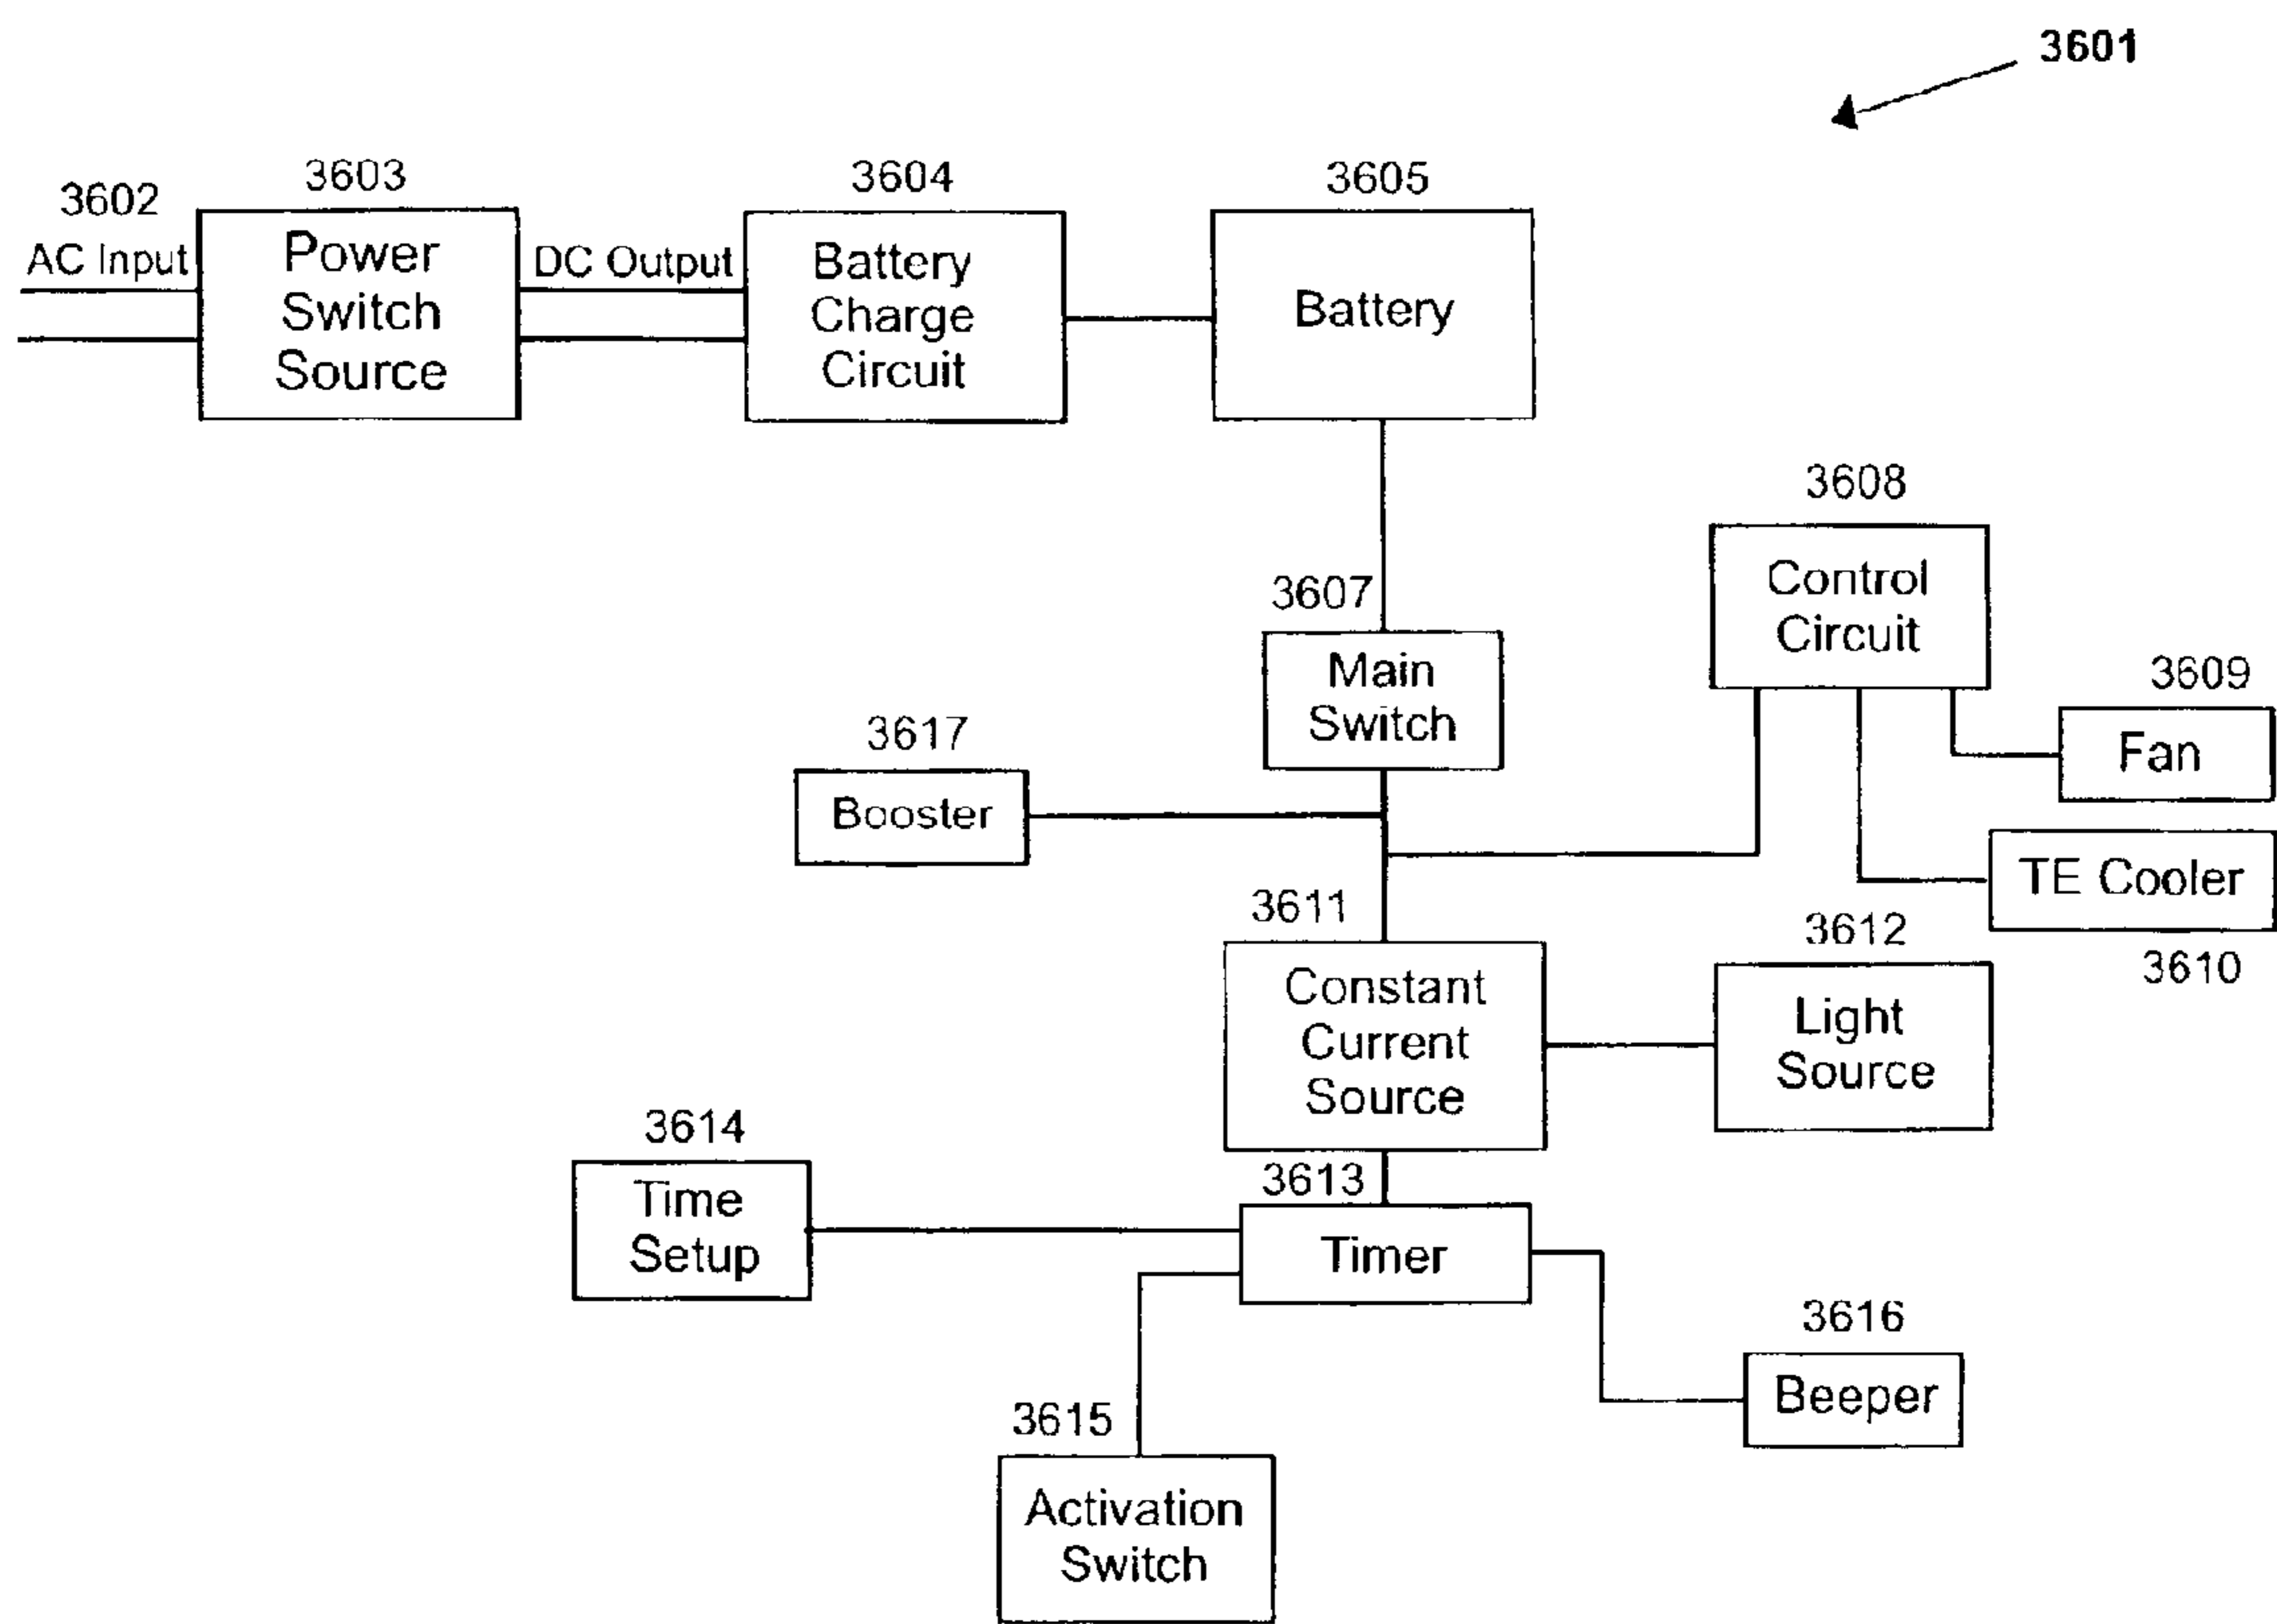 3601
3602
AC Input
3603
Power
Switch
Source
DC Output
3604
Battery
Charge
Circuit
3605
Battery
3608
Control
Circuit
3607
Main
Switch
3609
Fan
3617
Booster
TE Cooler
3610
3611
Constant
Current
Source
3612
Light
Source
3614
Time
Setup
3613
Timer
3616
Beeper
3615
Activation
Switch